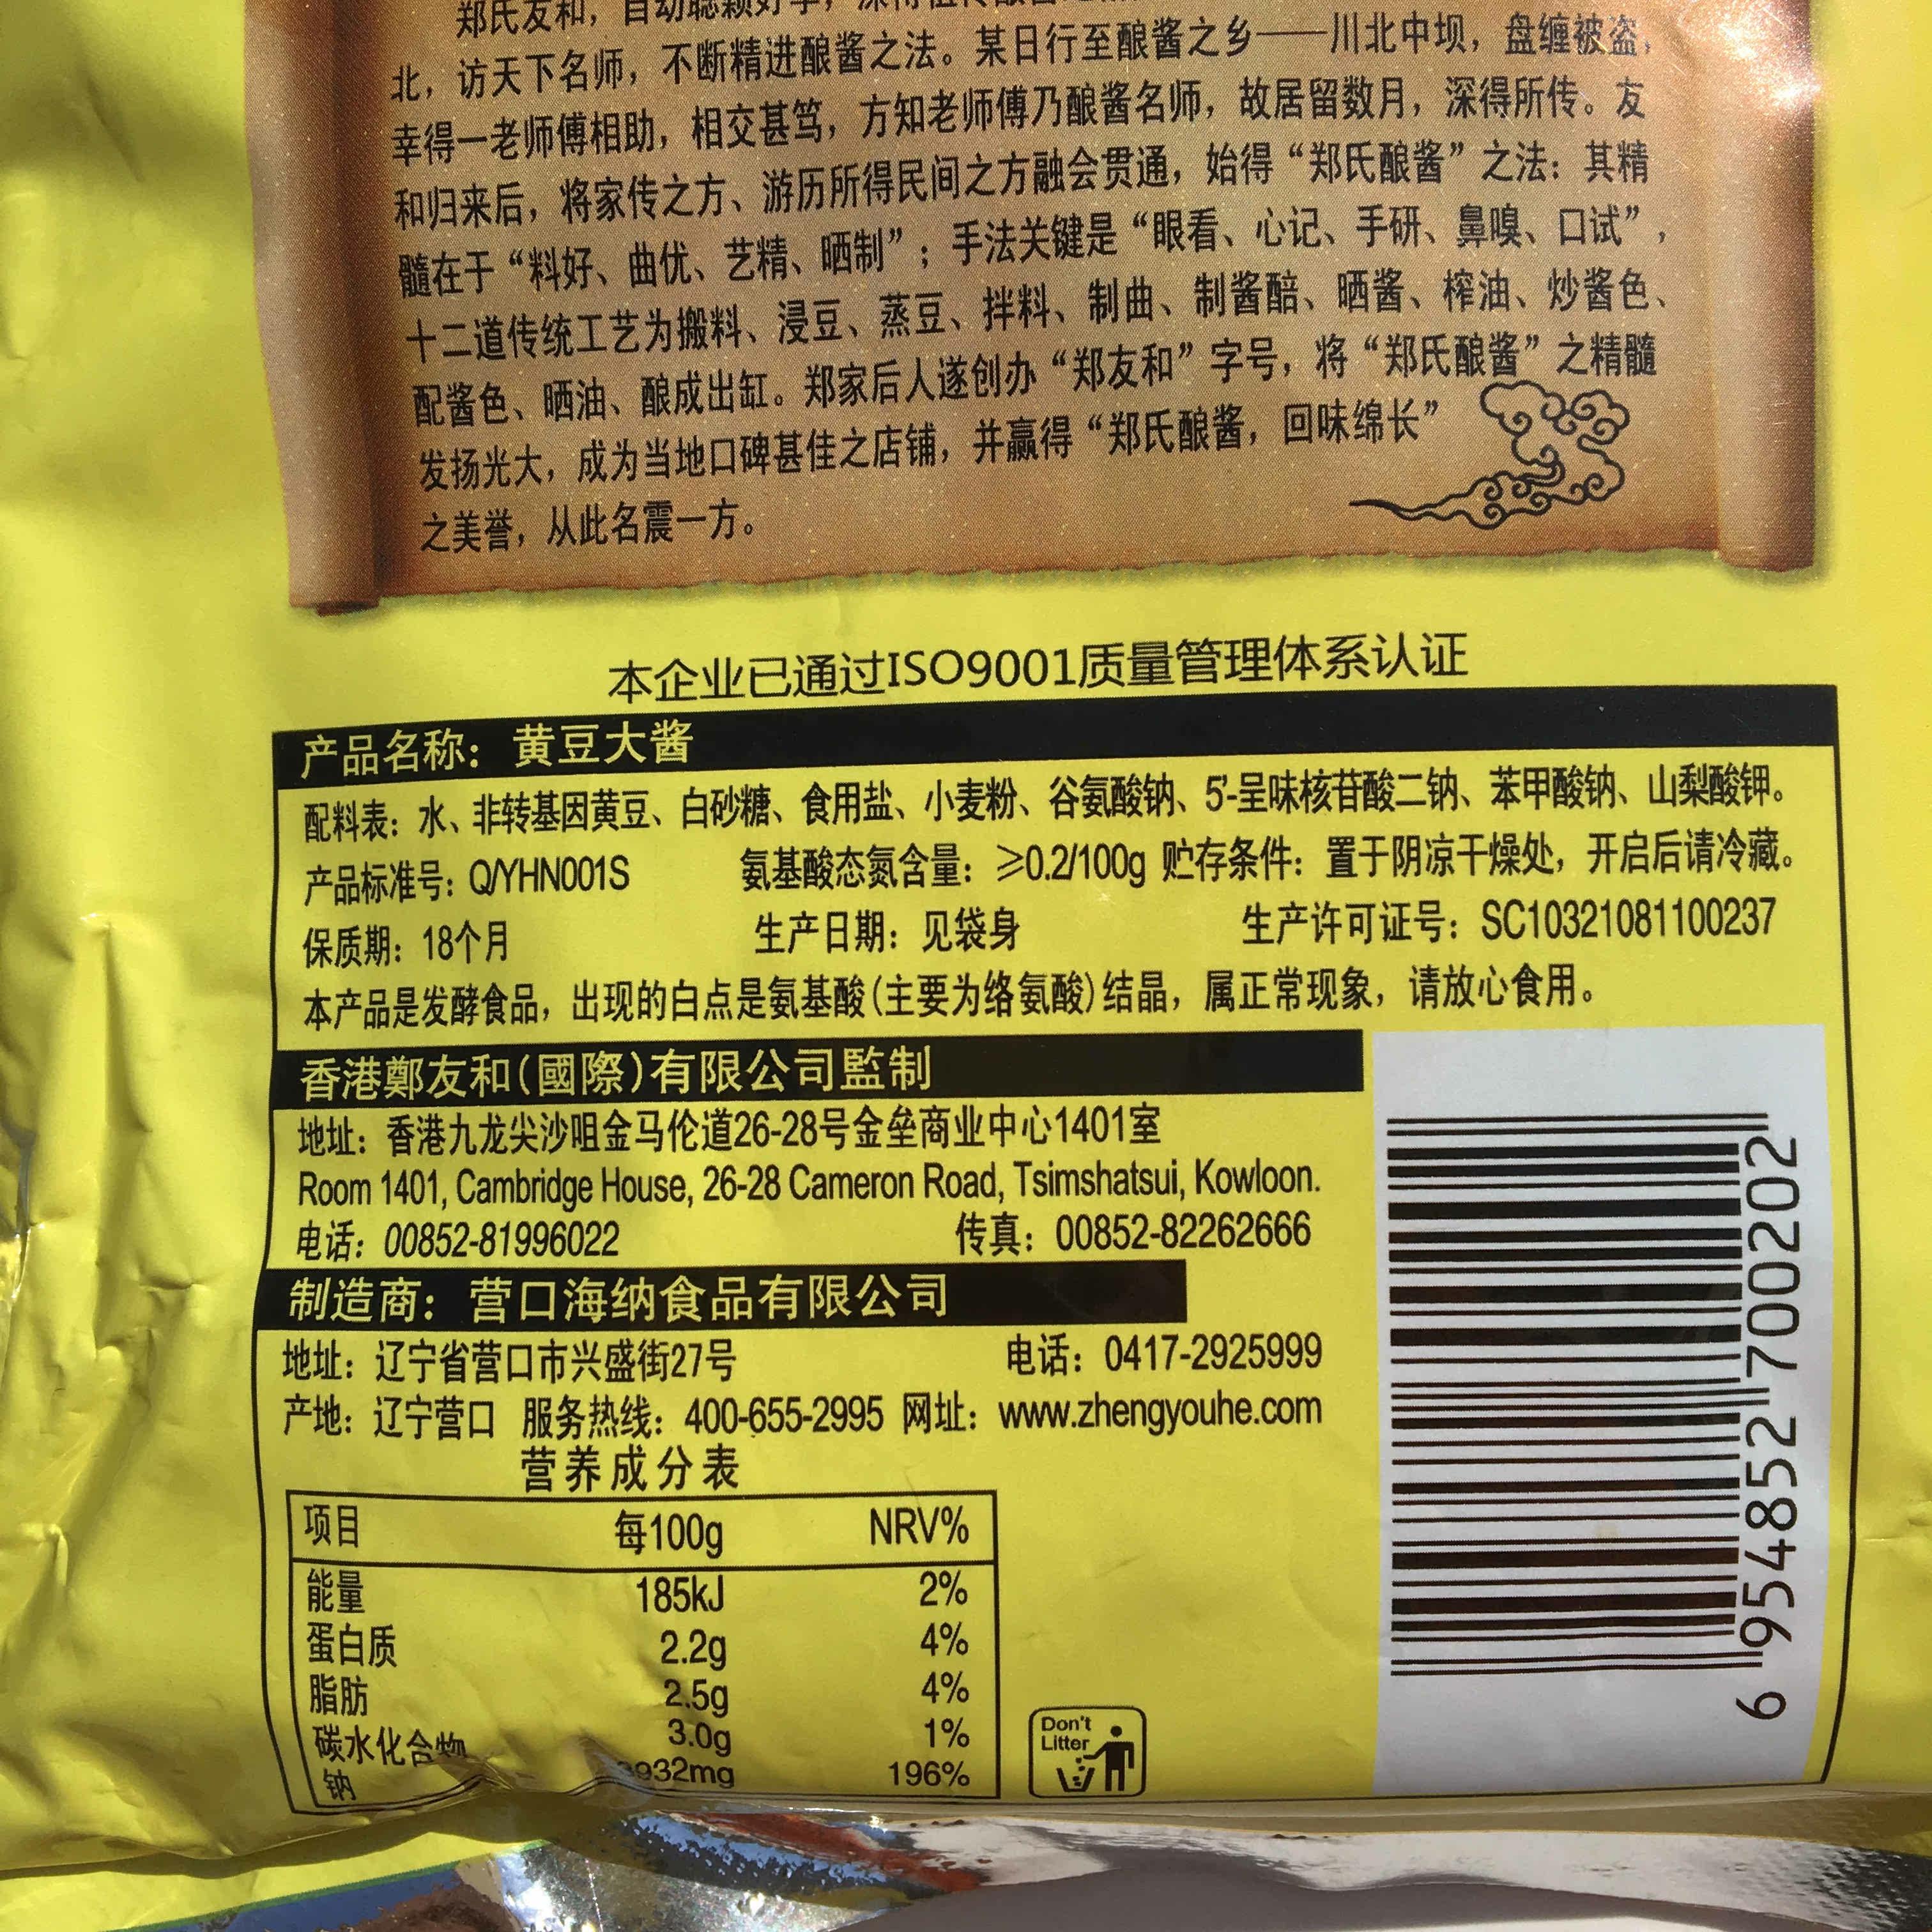 郑氏友和，自幼聪颖好学，深得
北，访天下名师，不断精进酿酱之法。某日行至酿酱之乡——川北中坝，盘缠被盗，
幸得一老师傅相助，相交甚笃，方知老师傅乃酿酱名师，故居留数月，深得所传。友
和归来后，将家传之方、游历所得民间之方融会贯通，始得“郑氏酿酱”之法：其精
髓在于“料好、曲优、艺精、晒制”；手法关键是“眼看、心记、手研、鼻嗅、口试”，
十二道传统工艺为搬料、浸豆、蒸豆、拌料、制曲、制酱醅、晒酱、榨油、炒酱色、
配酱色、晒油、酿成出缸。郑家后人遂创办“郑友和”字号，将“郑氏酿酱”之精髓
发扬光大，成为当地口碑甚佳之店铺，并赢得“郑氏酿酱，回味绵长”
之美誉，从此名震一方。
本企业已通过ISO9001质量管理体系认证
产品名称：黄豆大酱
配料表：水、非转基因黄豆、白砂糖、食用盐、小麦粉、谷氨酸钠、5'-呈味核苷酸二钠、苯甲酸钠、山梨酸钾。
产品标准号：Q/YHN001S 氨基酸态氮含量：≥0.2/100g 贮存条件：置于阴凉干燥处，开启后请冷藏。
保质期：18个月 生产日期：见袋身 生产许可证号：SC10321081100237
本产品是发酵食品，出现的白点是氨基酸(主要为络氨酸)结晶，属正常现象，请放心食用。
香港鄭友和(國際)有限公司監制
地址：香港九龙尖沙咀金马伦道26-28号金垒商业中心1401室
Room 1401, Cambridge House, 26-28 Cameron Road, Tsimshatsui, Kowloon.
电话：00852-81996022 传真：00852-82262666
制造商：营口海纳食品有限公司
地址：辽宁省营口市兴盛街27号 电话：0417-2925999
产地：辽宁营口 服务热线：400-655-2995 网址：www.zhengyouhe.com
营养成分表
项目 每100g NRV%
能量 185kJ 2%
蛋白质 2.2g 4%
脂肪 2.5g 4%
碳水化合物 3.0g 1%
钠 3932mg 196%
Don't
Litter
6 954852 700202